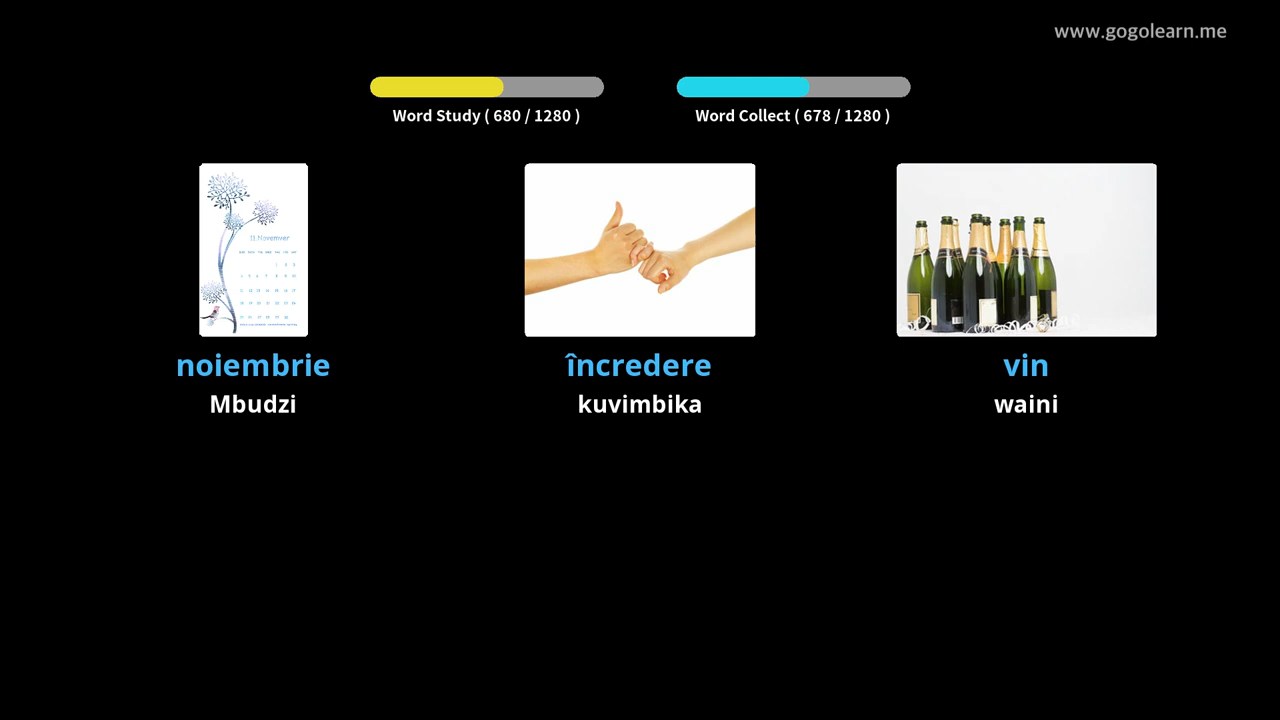 www.gogolearn.me
Word Study ( 680 / 1280 )
Word Collect ( 678 / 1280 )
noiembrie
încredere
vin
Mbudzi
kuvimbika
waini